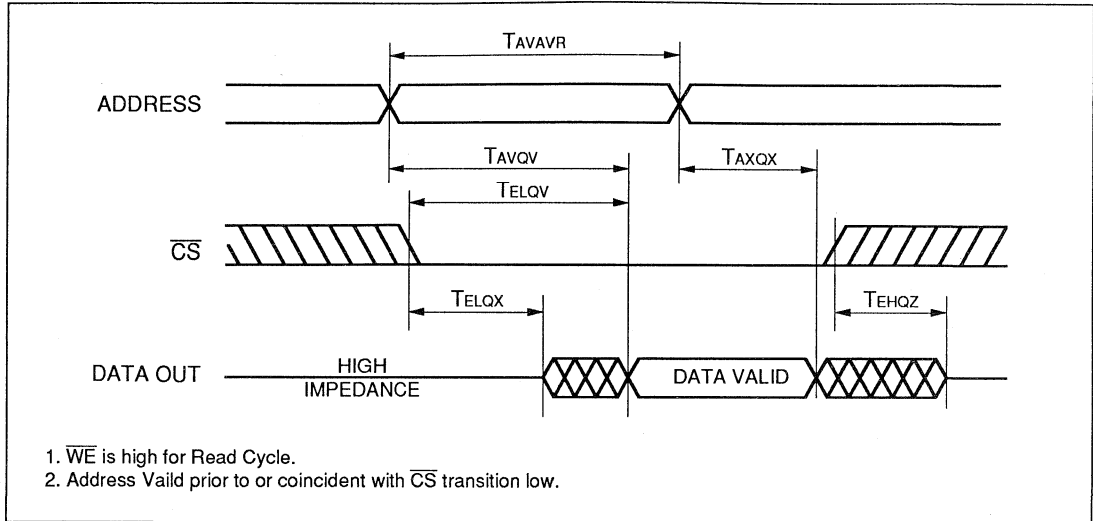 TAVAVR
ADDRESS
TAVQV
TAXQX
TELQV
CS
TELQX
TEHQZ
DATA OUT
HIGH
IMPEDANCE
DATA VALID
1. WE is high for Read Cycle.
2. Address Vaild prior to or coincident with CS transition low.